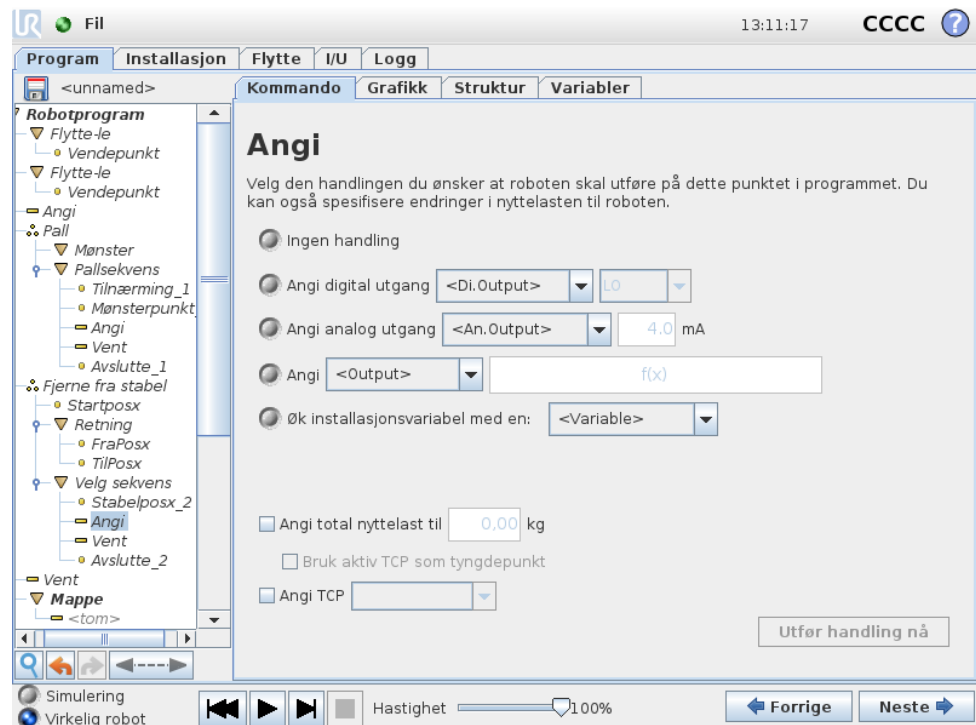 UR Fil 13:11:17 CCCC ?
Program Installasjon Flytte I/U Logg
<unnamed>
Kommando Grafikk Struktur Variabler
Robotprogram
Flytte-le
Vendepunkt
Flytte-le
Vendepunkt
Angi
Pall
Mønster
Pallsekvens
Tilnærming_1
Mønsterpunkt
Angi
Vent
Avslutte_1
Fjerne fra stabel
Startposx
Retning
FraPosx
TilPosx
Velg sekvens
Stabelposx_2
Angi
Vent
Avslutte_2
Vent
Mappe
<tom>
Angi
Velg den handlingen du ønsker at roboten skal utføre på dette punktet i programmet. Du
kan også spesifisere endringer i nyttelasten til roboten.
Ingen handling
Angi digital utgang <Di.Output> LO
Angi analog utgang <An.Output> 4.0 mA
Angi <Output> f(x)
Øk installasjonsvariabel med en: <Variable>
Angi total nyttelast til 0,00 kg
Bruk aktiv TCP som tyngdepunkt
Angi TCP
Utfør handling nå
Simulering
Virkelig robot
Hastighet 100%
Forrige Neste